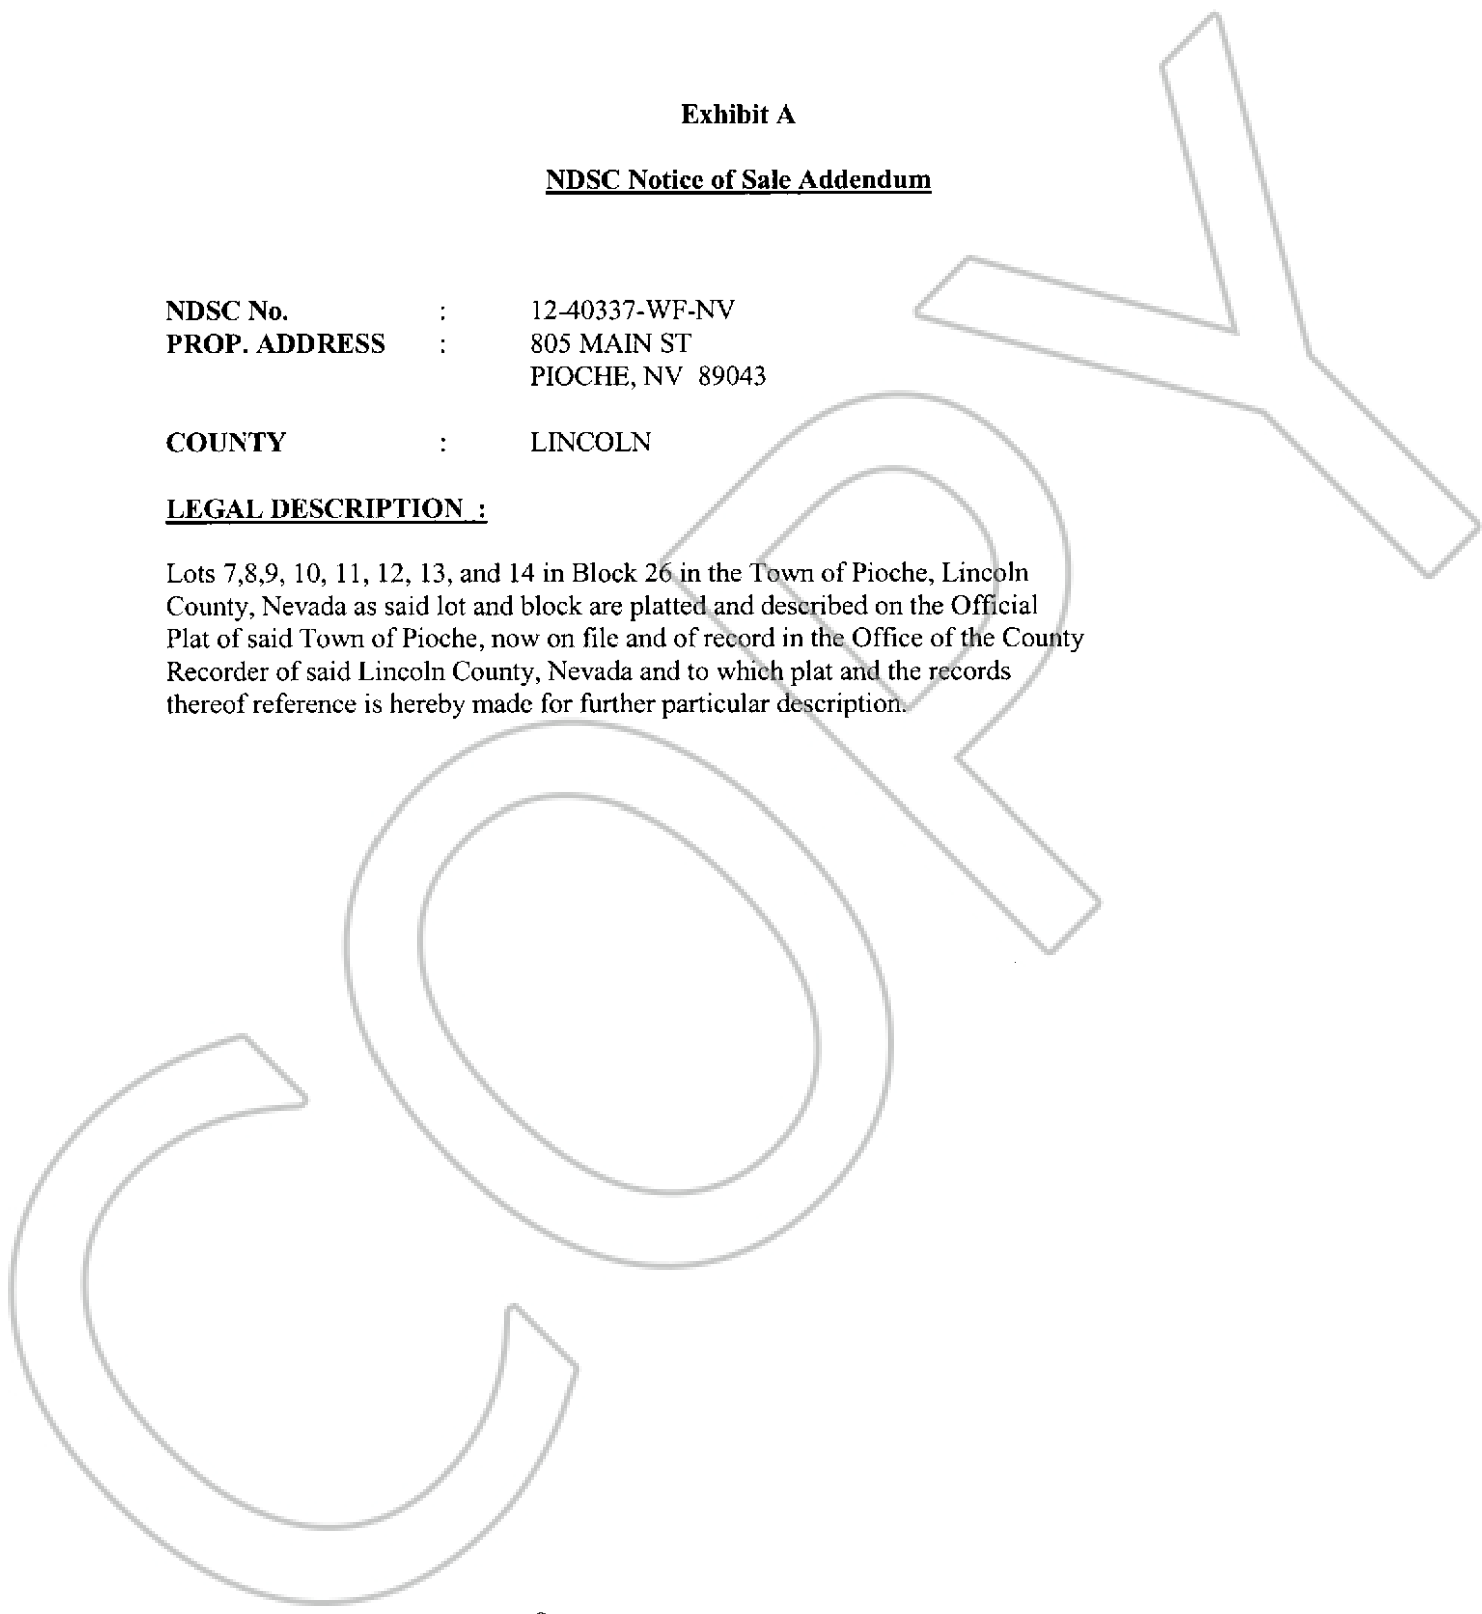 Exhibit A
NDSC Notice of Sale Addendum
NDSC No. : 12-40337-WF-NV
PROP. ADDRESS : 805 MAIN ST
PIOCHE, NV 89043
COUNTY : LINCOLN
LEGAL DESCRIPTION :
Lots 7,8,9, 10, 11, 12, 13, and 14 in Block 26 in the Town of Pioche, Lincoln
County, Nevada as said lot and block are platted and described on the Official
Plat of said Town of Pioche, now on file and of record in the Office of the County
Recorder of said Lincoln County, Nevada and to which plat and the records
thereof reference is hereby made for further particular description.
COPY